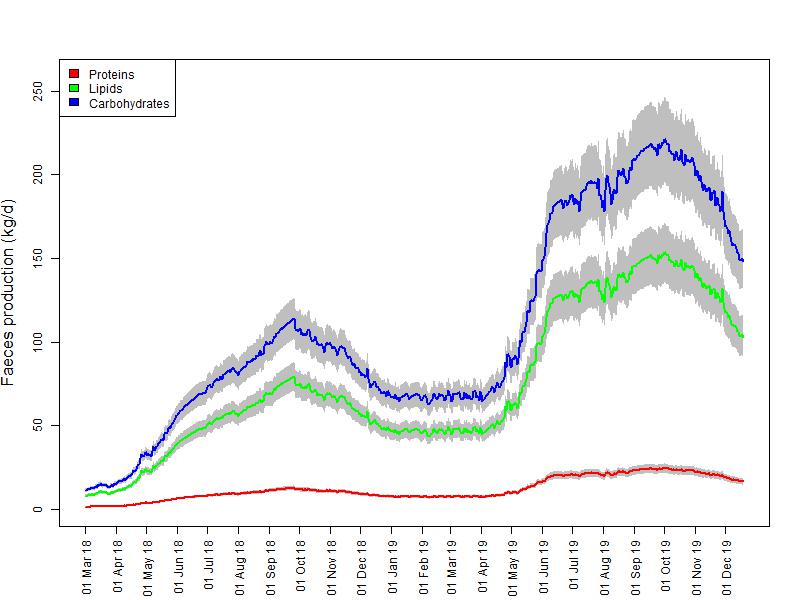 Proteins
Lipids
Carbohydrates
Faeces production (kg/d)
250
200
150
100
50
0
01 Mar 18
01 Apr 18
01 May 18
01 Jun 18
01 Jul 18
01 Aug 18
01 Sep 18
01 Oct 18
01 Nov 18
01 Dec 18
01 Jan 19
01 Feb 19
01 Mar 19
01 Apr 19
01 May 19
01 Jun 19
01 Jul 19
01 Aug 19
01 Sep 19
01 Oct 19
01 Nov 19
01 Dec 19